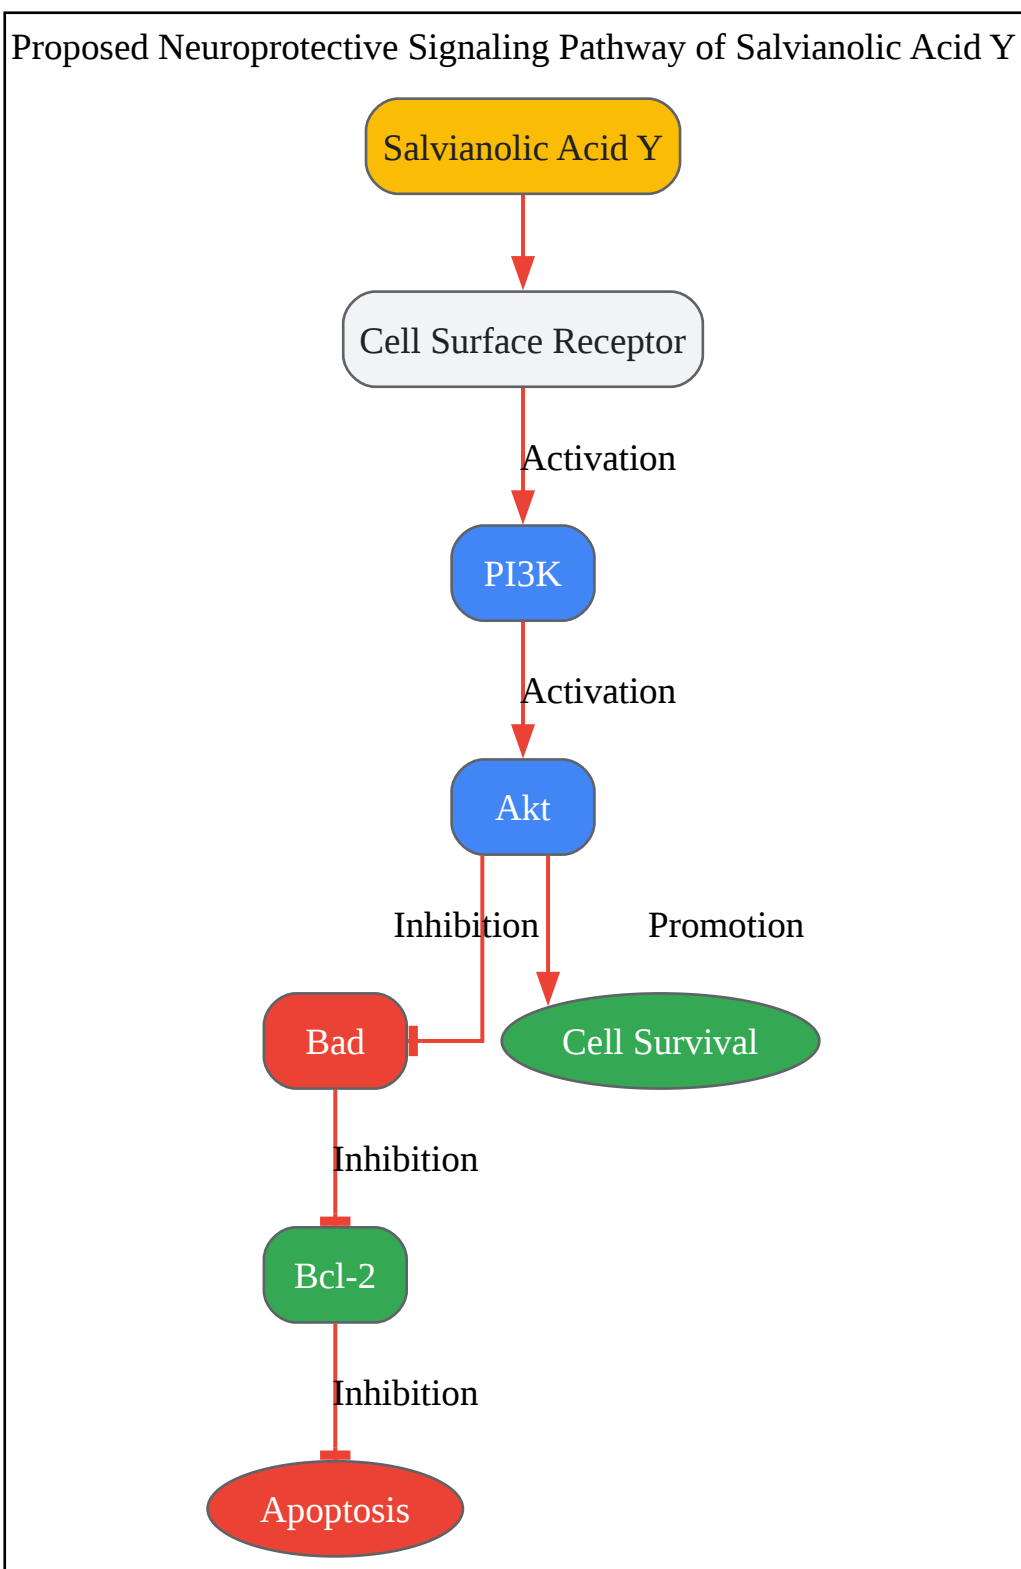 Proposed Neuroprotective Signaling Pathway of Salvianolic Acid Y
Salvianolic Acid Y
Cell Surface Receptor
Activation
PI3K
Activation
Akt
Inhibition
Promotion
Bad
Cell Survival
Inhibition
Bcl-2
Inhibition
Apoptosis